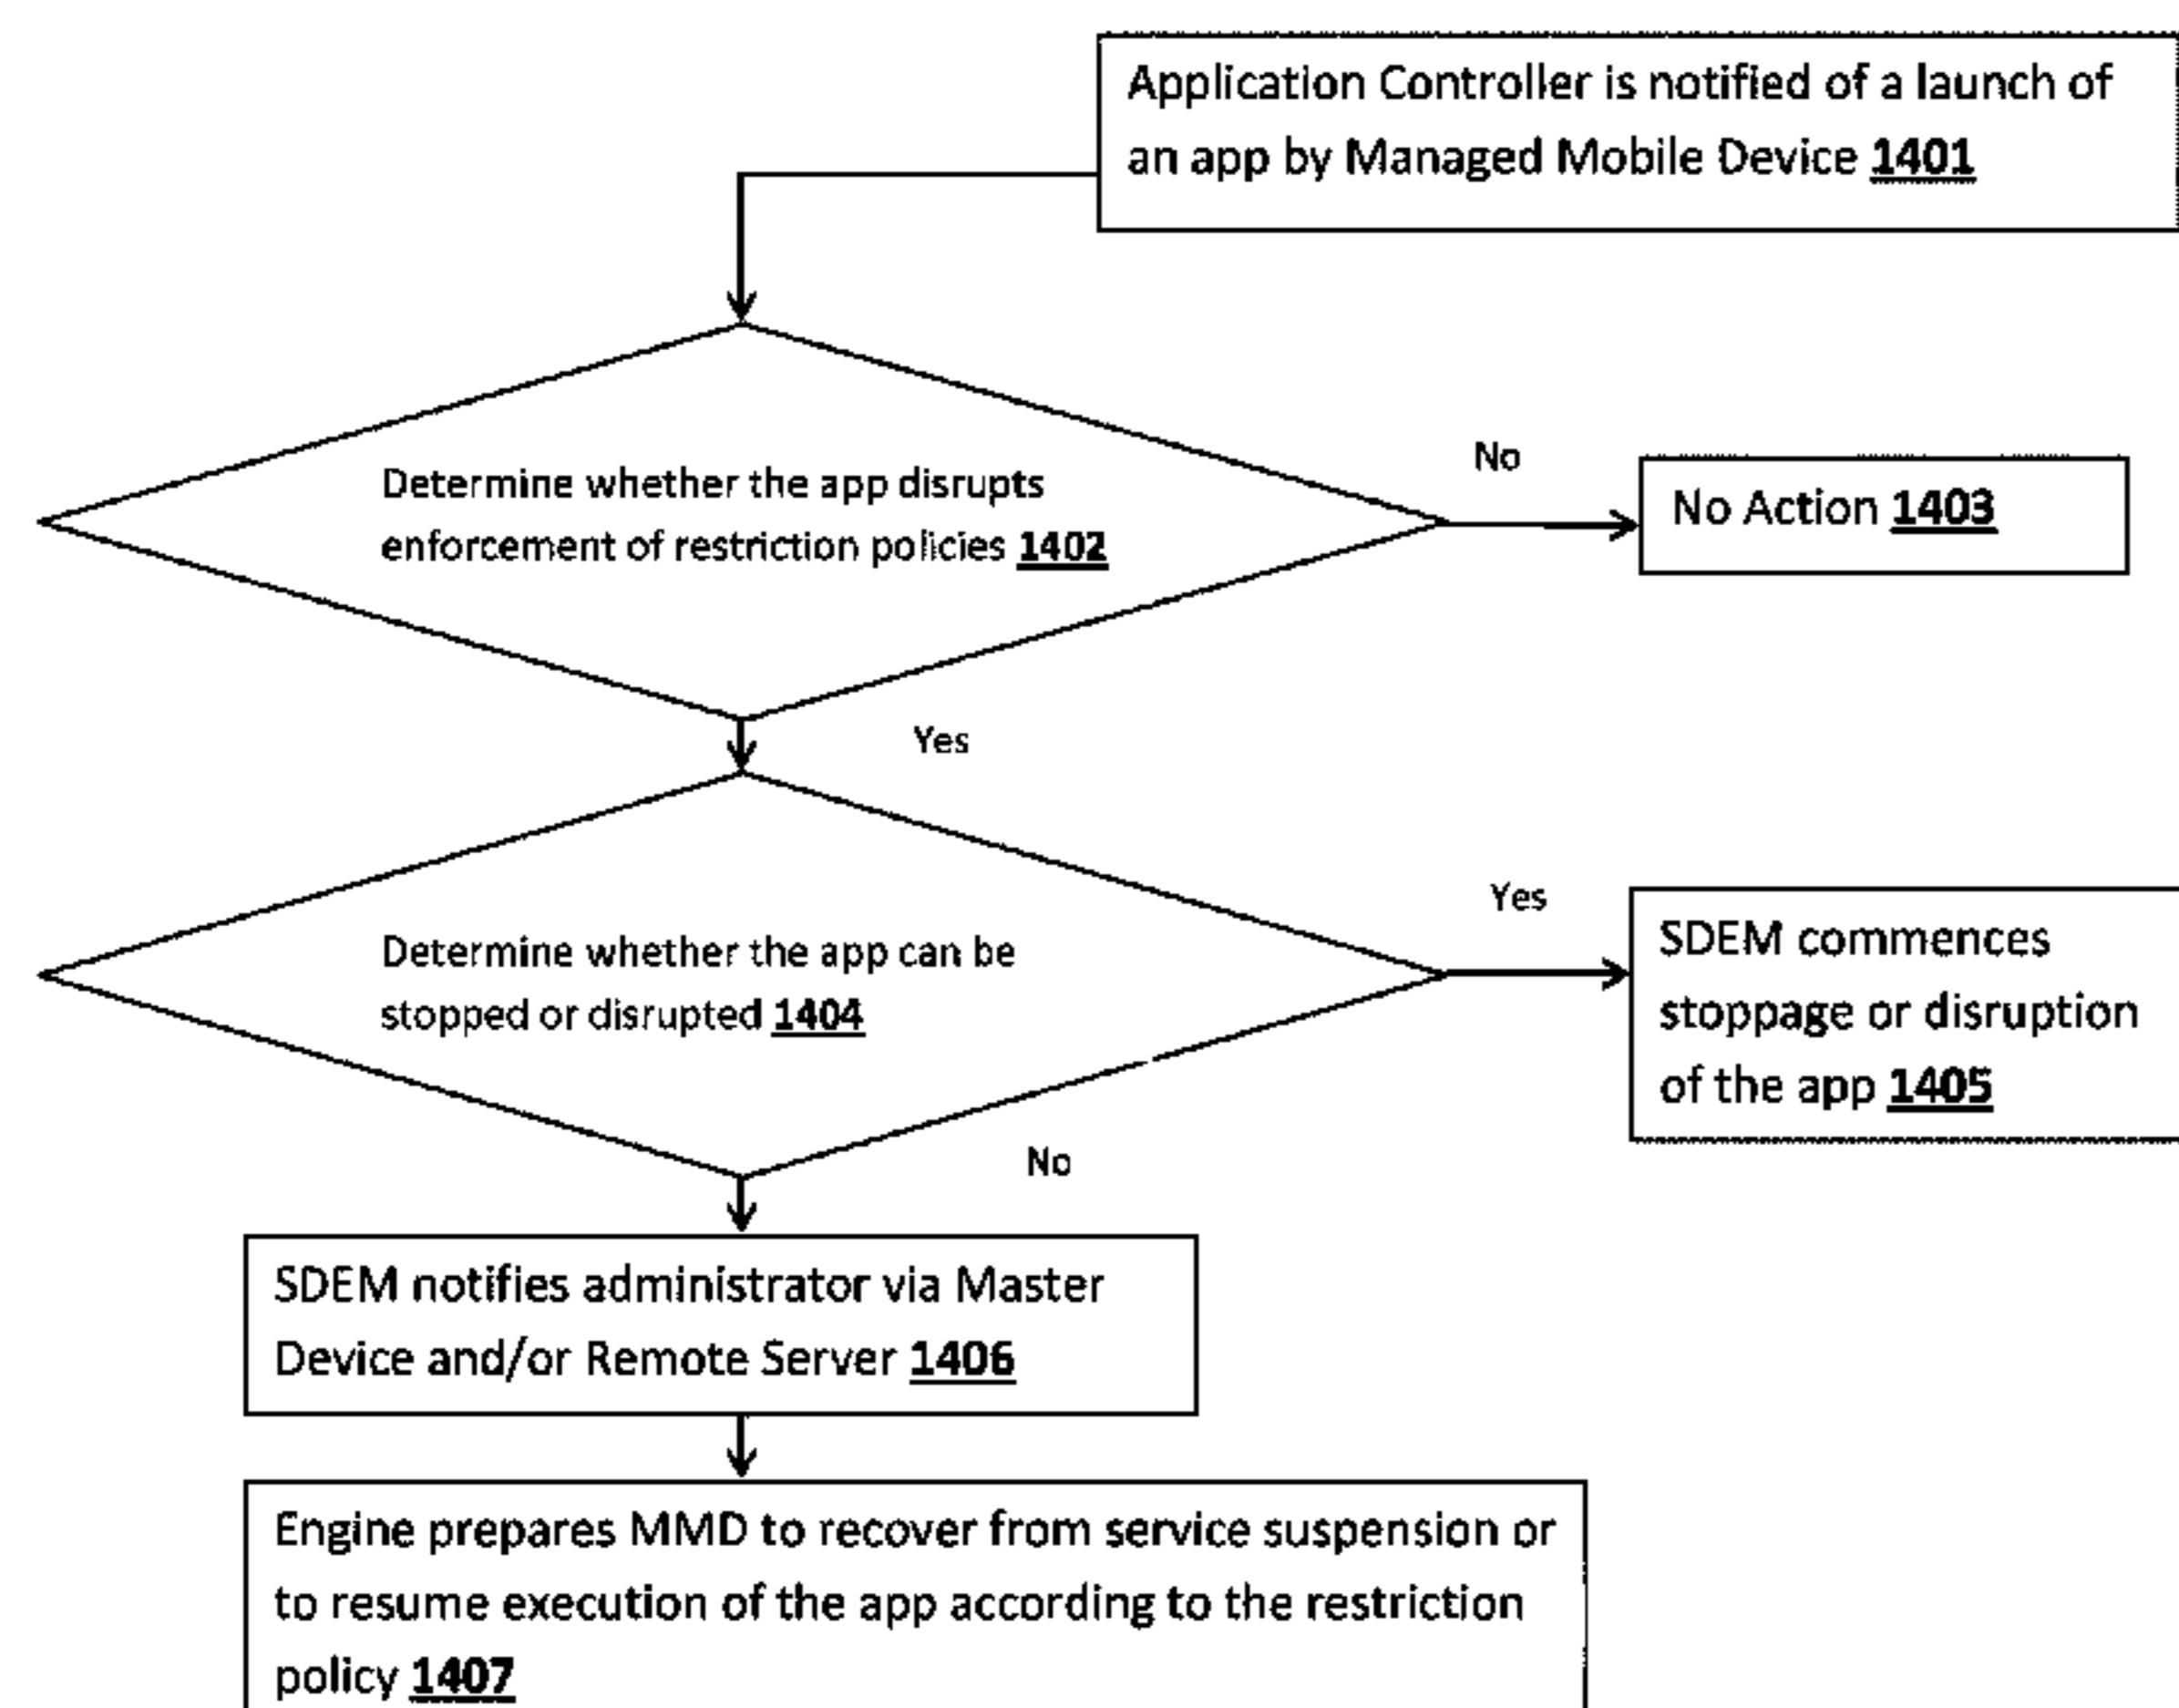 Application Controller is notified of a launch of
an app by Managed Mobile Device 1401
Determine whether the app disrupts
enforcement of restriction policies 1402
No
No Action 1403
Yes
Determine whether the app can be
stopped or disrupted 1404
Yes
SDEM commences
stoppage or disruption
of the app 1405
No
SDEM notifies administrator via Master
Device and/or Remote Server 1406
Engine prepares MMD to recover from service suspension or
to resume execution of the app according to the restriction
policy 1407